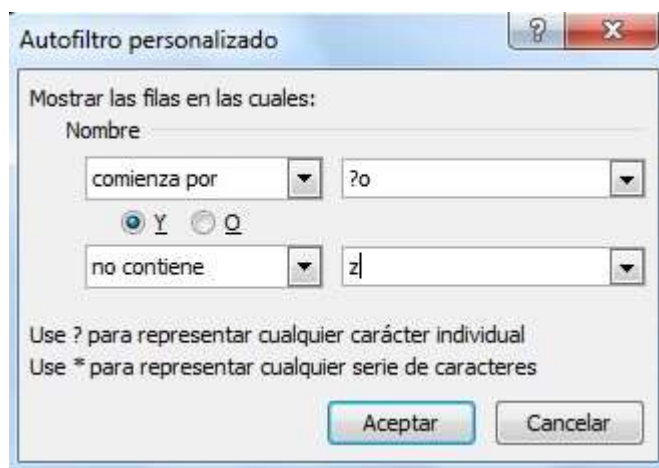 Autofiltro personalizado
?
Mostrar las filas en las cuales:
Nombre
comienza por ?o
Y O
no contiene z
Use ? para representar cualquier carácter individual
Use * para representar cualquier serie de caracteres
Aceptar Cancelar